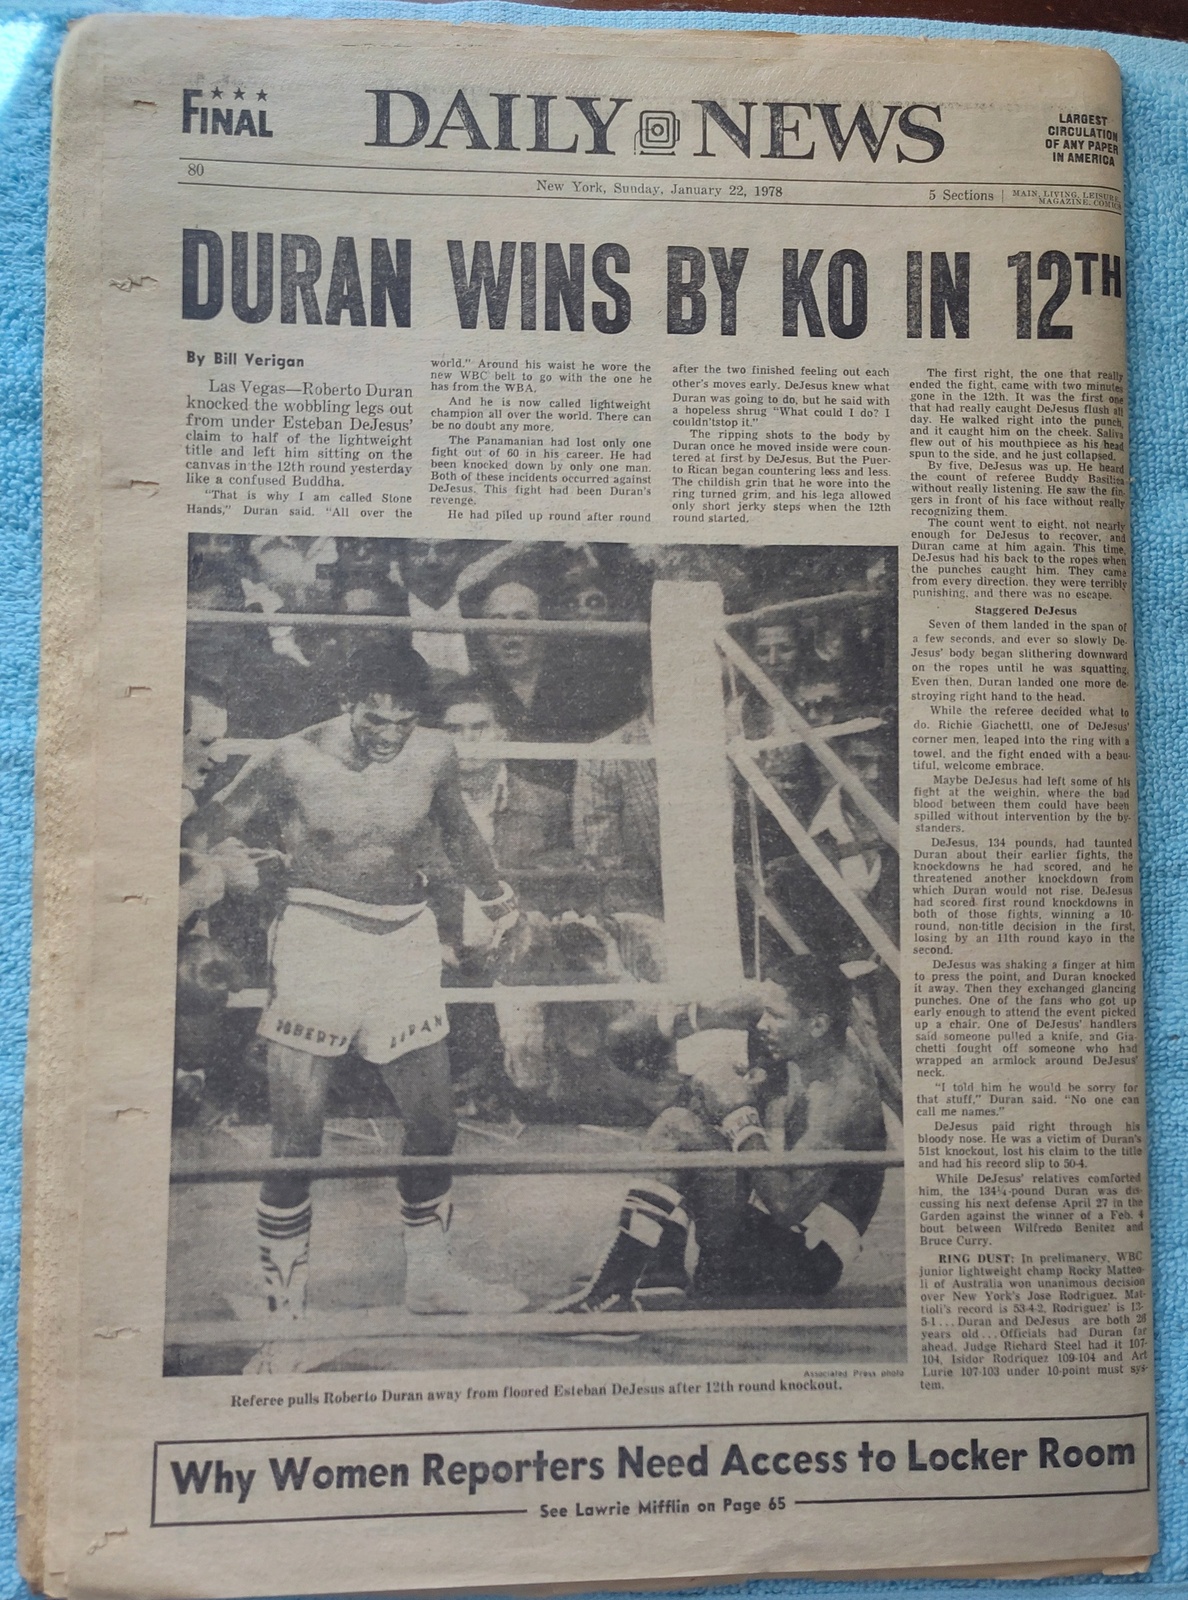 ★ ★ ★
FINAL
DAILY NEWS
LARGEST
CIRCULATION
OF ANY PAPER
IN AMERICA
80
New York, Sunday, January 22, 1978
5 Sections
MAIN, LIVING, LEISURE,
MAGAZINE, COMICS
DURAN WINS BY KO IN 12TH
By Bill Verigan
Las Vegas—Roberto Duran
knocked the wobbling legs out
from under Esteban DeJesus'
claim to half of the lightweight
title and left him sitting on the
canvas in the 12th round yesterday
like a confused Buddha.
"That is why I am called Stone
Hands," Duran said. "All over the
world." Around his waist he wore the
new WBC belt to go with the one he
has from the WBA.
And he is now called lightweight
champion all over the world. There can
be no doubt any more.
The Panamanian had lost only one
fight out of 60 in his career. He had
been knocked down by only one man.
Both of these incidents occurred against
DeJesus. This fight had been Duran's
revenge.
He had piled up round after round
after the two finished feeling out each
other's moves early. DeJesus knew what
Duran was going to do, but he said with
a hopeless shrug "What could I do? I
couldn'tstop it."
The ripping shots to the body by
Duran once he moved inside were coun-
tered at first by DeJesus. But the Puer-
to Rican began countering less and less.
The childish grin that he wore into the
ring turned grim, and his lega allowed
only short jerky steps when the 12th
round started.
The first right, the one that really
ended the fight, came with two minutes
gone in the 12th. It was the first one
that had really caught DeJesus flush all
day. He walked right into the punch,
and it caught him on the cheek. Saliva
flew out of his mouthpiece as his head
spun to the side, and he just collapsed.
By five, DeJesus was up. He heard
the count of referee Buddy Basilica
without really listening. He saw the fin-
gers in front of his face without really
recognizing them.
The count went to eight, not nearly
enough for DeJesus to recover, and
Duran came at him again. This time,
DeJesus had his back to the ropes when
the punches caught him. They came
from every direction. they were terribly
punishing, and there was no escape.
Staggered DeJesus
Seven of them landed in the span of
a few seconds, and ever so slowly De-
Jesus' body began slithering downward
on the ropes until he was squatting.
Even then, Duran landed one more de-
stroying right hand to the head.
While the referee decided what to
do. Richie Giachetti, one of DeJesus'
corner men, leaped into the ring with a
towel, and the fight ended with a beau-
tiful, welcome embrace.
Maybe DeJesus had left some of his
fight at the weighin, where the bad
blood between them could have been
spilled without intervention by the by-
standers.
DeJesus, 134 pounds, had taunted
Duran about their earlier fights, the
knockdowns he had scored, and he
threatened another knockdown from
which Duran would not rise. DeJesus
had scored first round knockdowns in
both of those fights, winning a 10-
round, non-title decision in the first,
losing by an 11th round kayo in the
second.
DeJesus was shaking a finger at him
to press the point, and Duran knocked
it away. Then they exchanged glancing
punches. One of the fans who got up
early enough to attend the event picked
up a chair. One of DeJesus' handlers
said someone pulled a knife, and Gia-
chetti fought off someone who had
wrapped an armlock around DeJesus'
neck.
"I told him he would be sorry for
that stuff," Duran said. "No one can
call me names."
DeJesus paid right through his
bloody nose. He was a victim of Duran's
51st knockout, lost his claim to the title
and had his record slip to 50-4.
While DeJesus' relatives comforted
him, the 134¼-pound Duran was dis-
cussing his next defense April 27 in the
Garden against the winner of a Feb. 4
bout between Wilfredo Benitez and
Bruce Curry.
RING DUST: In prelimanery, WBC
junior lightweight champ Rocky Matteo-
li of Australia won unanimous decision
over New York's Jose Rodriguez. Mat-
tioli's record is 53-4-2, Rodriguez' is 13-
5-1 . . . Duran and DeJesus are both 26
years old . . . Officials had Duran far
ahead. Judge Richard Steel had it 107-
104, Isidor Rodriquez 109-104 and Art
Lurie 107-103 under 10-point must sys-
tem.
ROBERTO DURAN
Associated Press photo
Referee pulls Roberto Duran away from floored Esteban DeJesus after 12th round knockout.
Why Women Reporters Need Access to Locker Room
See Lawrie Mifflin on Page 65